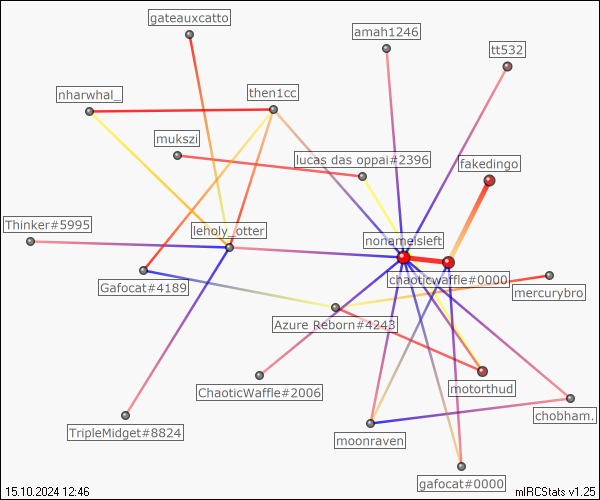 gateauxcatto
amah1246
tt532
nharwhal_.
then1cc
mukszi
lucas das oppai#2396
fakedingo
Thinker#5995
leholy_otter
nonameisleft
chaoticwaffle#0000
Gafocat#4189
mercurybro
Azure Reborn#4243
ChaoticWaffle#2006
motorthud
chobham.
TripleMidget#8824
moonraven
gafocat#0000
15.10.2024 12:46
mIRCStats v1.25